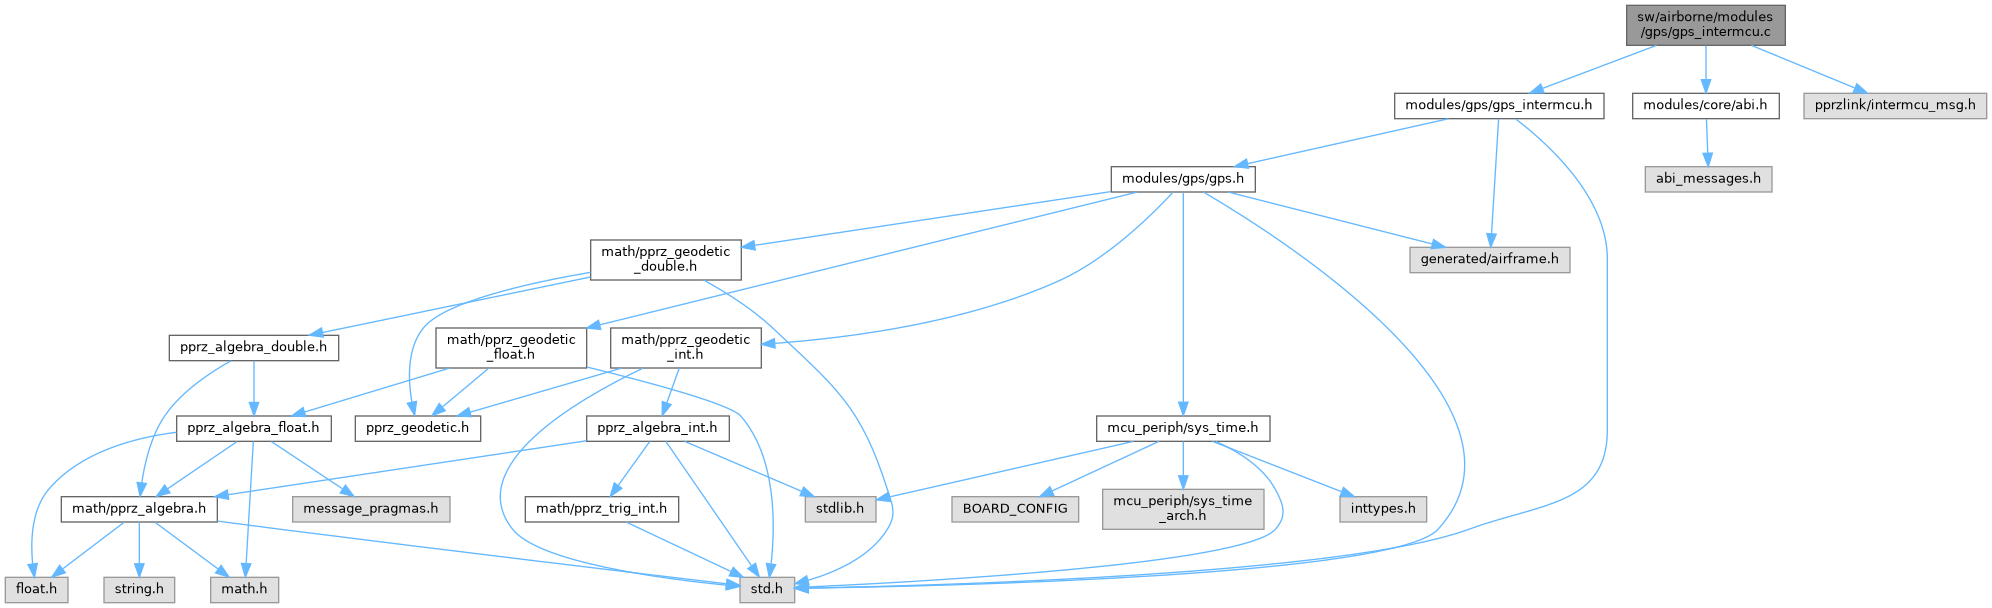 sw/airborne/modules
/gps/gps_intermcu.c
modules/gps/gps_intermcu.h
modules/core/abi.h
pprzlink/intermcu_msg.h
modules/gps/gps.h
abi_messages.h
math/pprz_geodetic
_double.h
generated/airframe.h
pprz_algebra_double.h
math/pprz_geodetic
_float.h
math/pprz_geodetic
_int.h
pprz_algebra_float.h
pprz_geodetic.h
pprz_algebra_int.h
mcu_periph/sys_time.h
math/pprz_algebra.h
message_pragmas.h
math/pprz_trig_int.h
stdlib.h
BOARD_CONFIG
mcu_periph/sys_time
_arch.h
inttypes.h
float.h
string.h
math.h
std.h